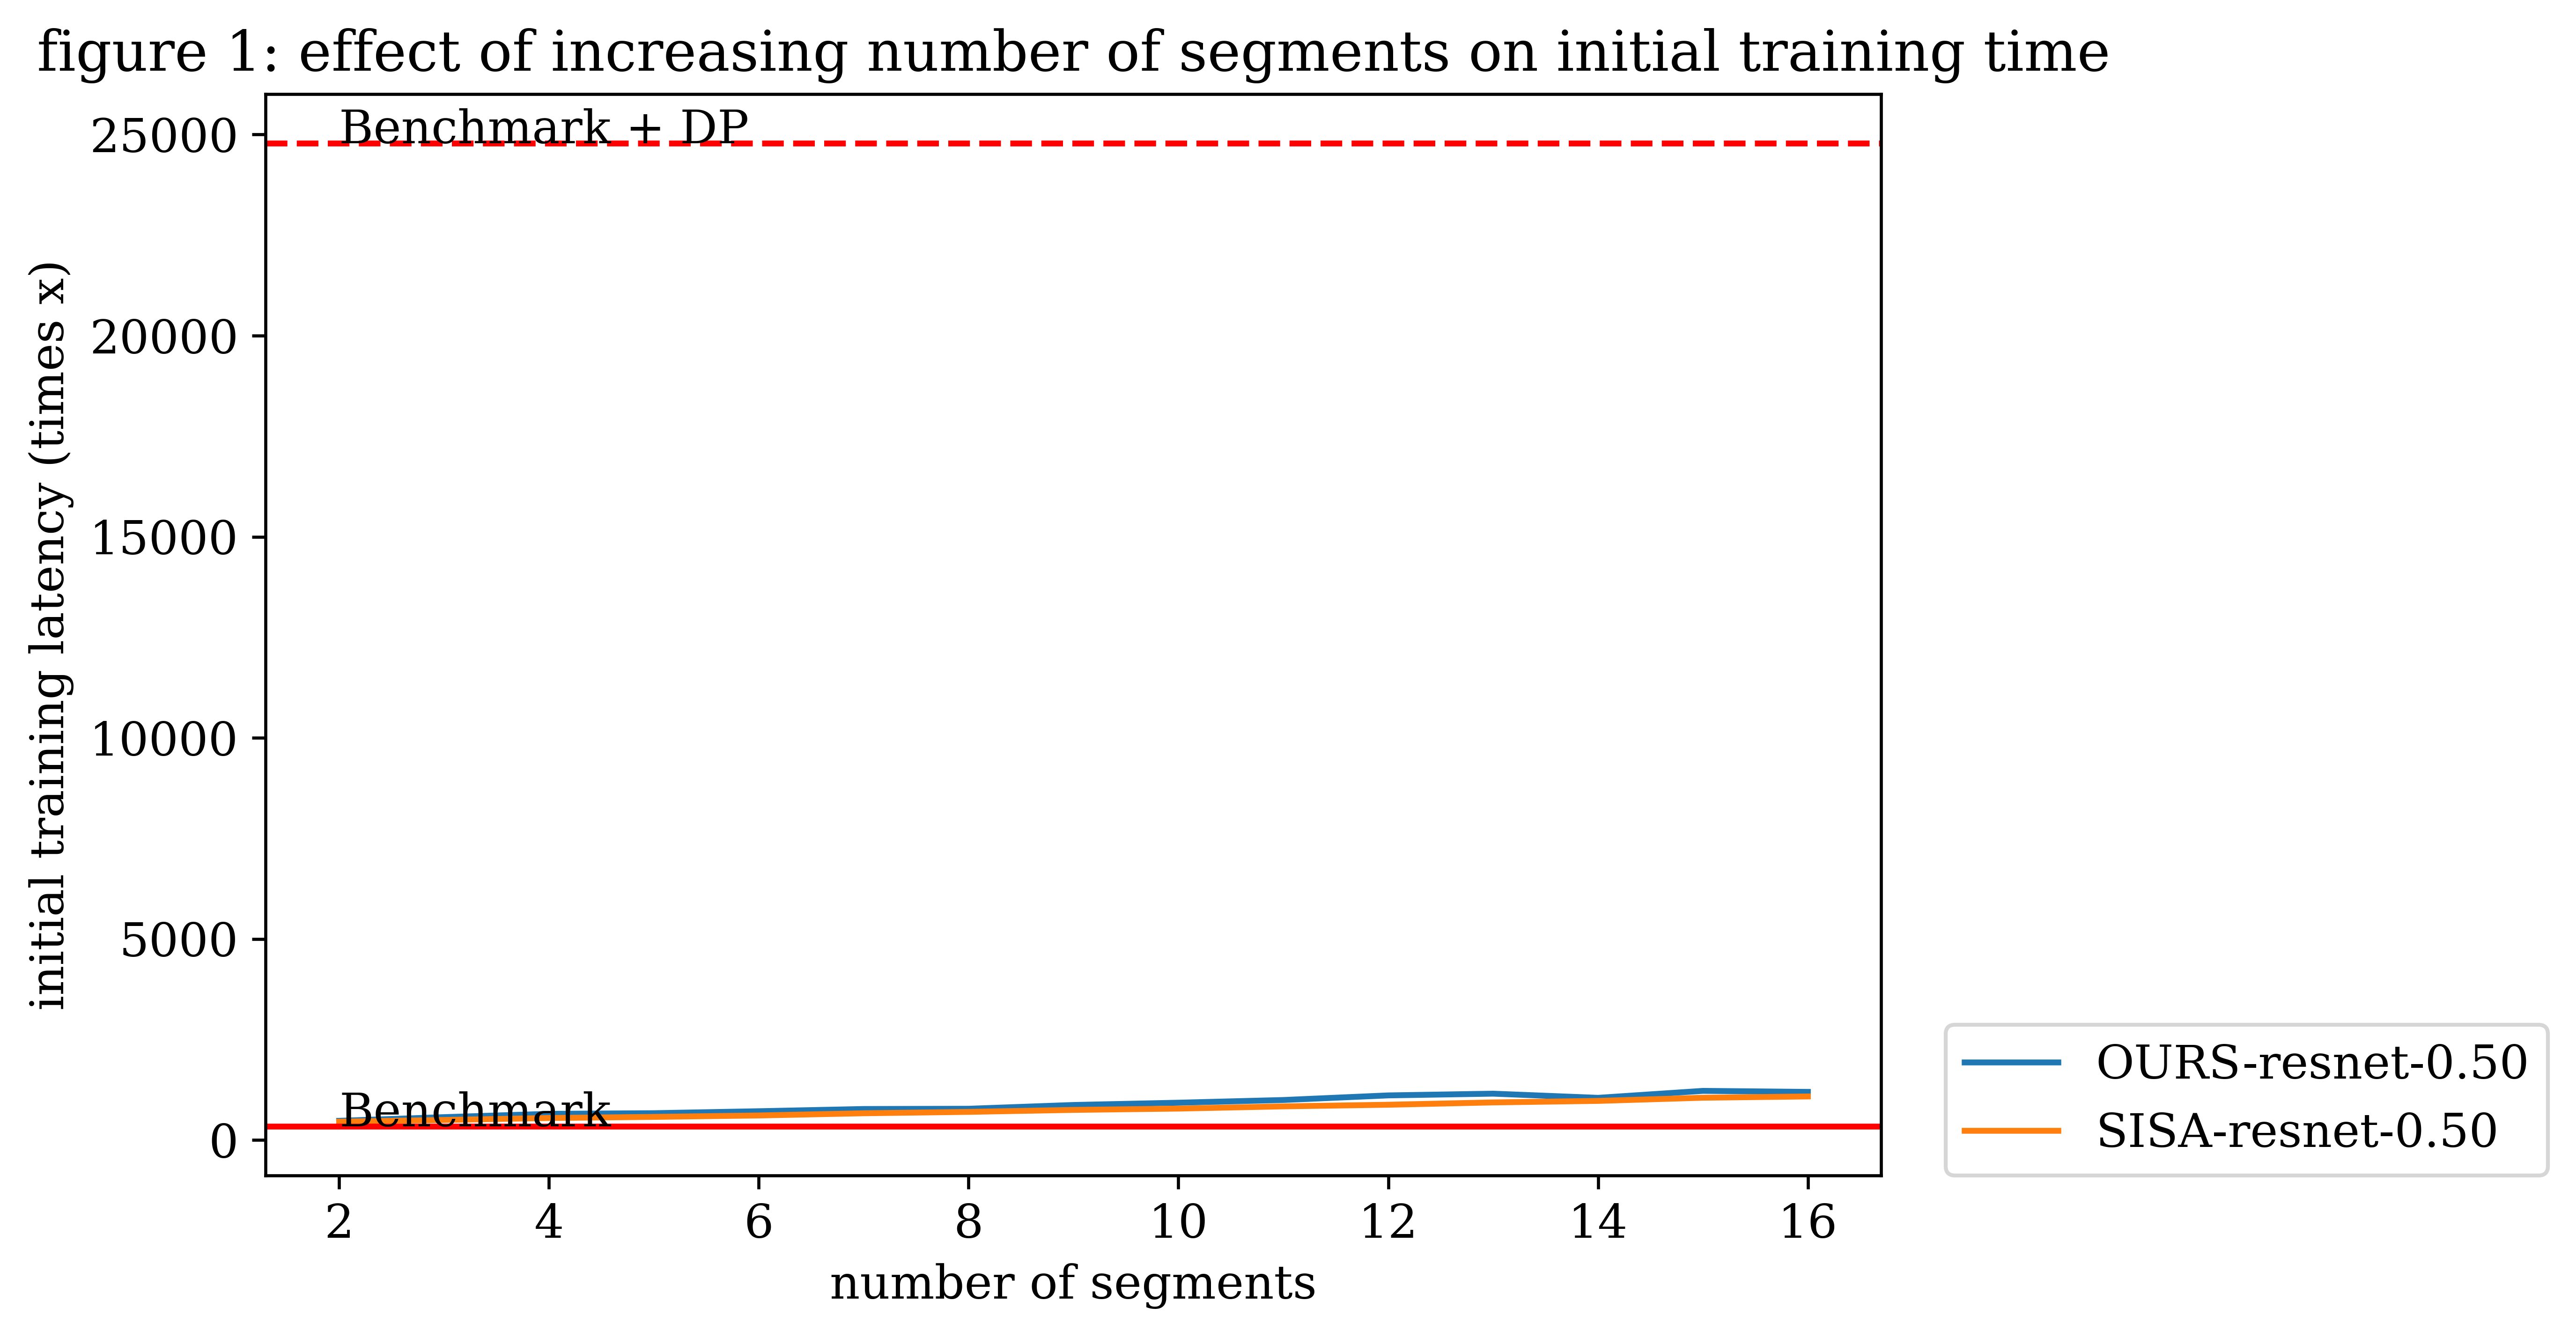 figure 1: effect of increasing number of segments on initial training time
initial training latency (times x)
25000
20000
15000
10000
5000
0
Benchmark + DP
Benchmark
2 4 6 8 10 12 14 16
number of segments
OURS-resnet-0.50
SISA-resnet-0.50